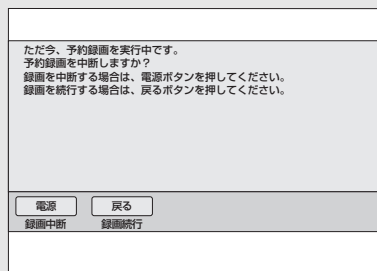 ただ今、予約録画を実行中です。
予約録画を中断しますか？
録画を中断する場合は、電源ボタンを押してください。
録画を続行する場合は、戻るボタンを押してください。
電源 戻る
録画中断 録画続行